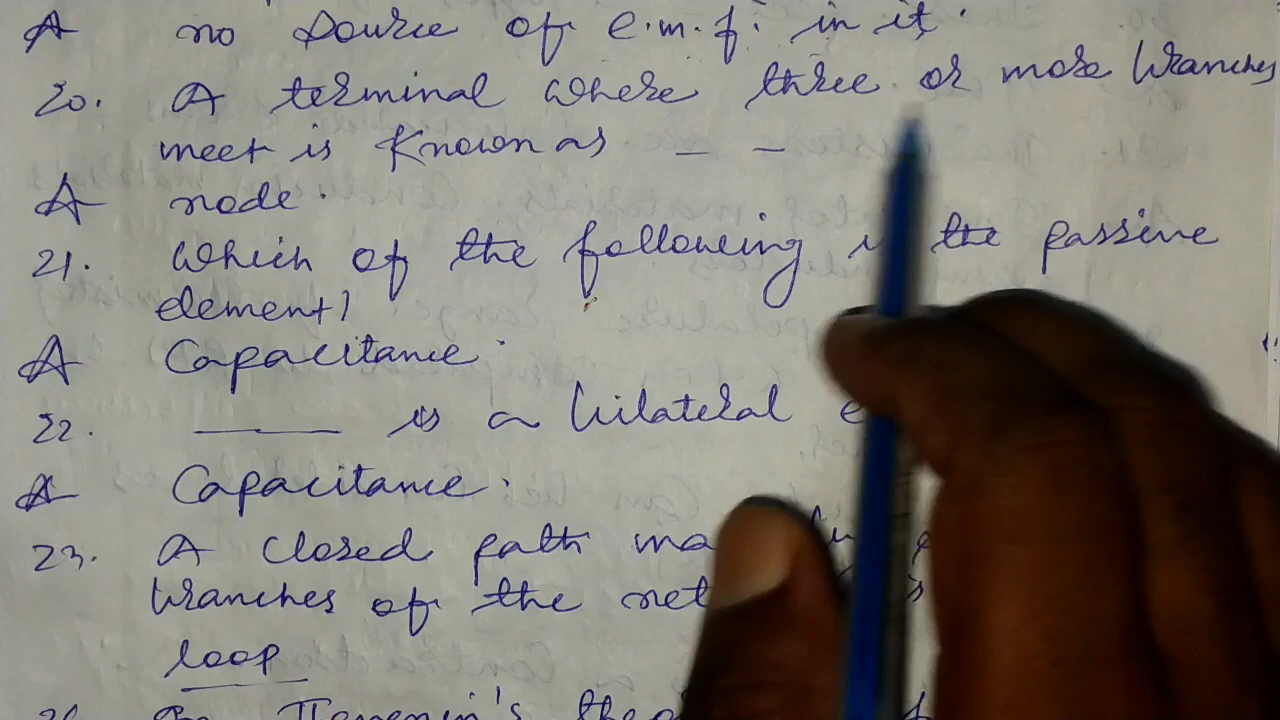 A no source of e.m.f. in it.
20. A terminal where three or more branches
meet is known as _ _
A node.
21. Which of the following the passive
element?
A Capacitance.
22. ____ is a bilateral
A Capacitance.
23. A closed path
branches of the
loop